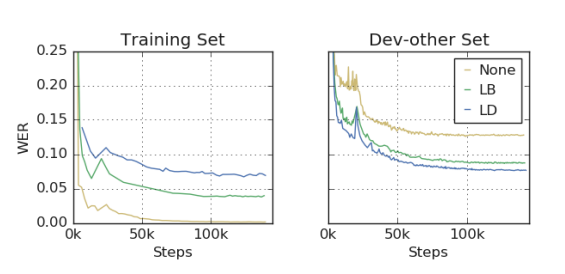 Training Set
Dev-other Set
0.25
0.20
0.15
0.10
0.05
0.00
WER
0k
50k
100k
Steps
None
LB
LD
0k
50k
100k
Steps